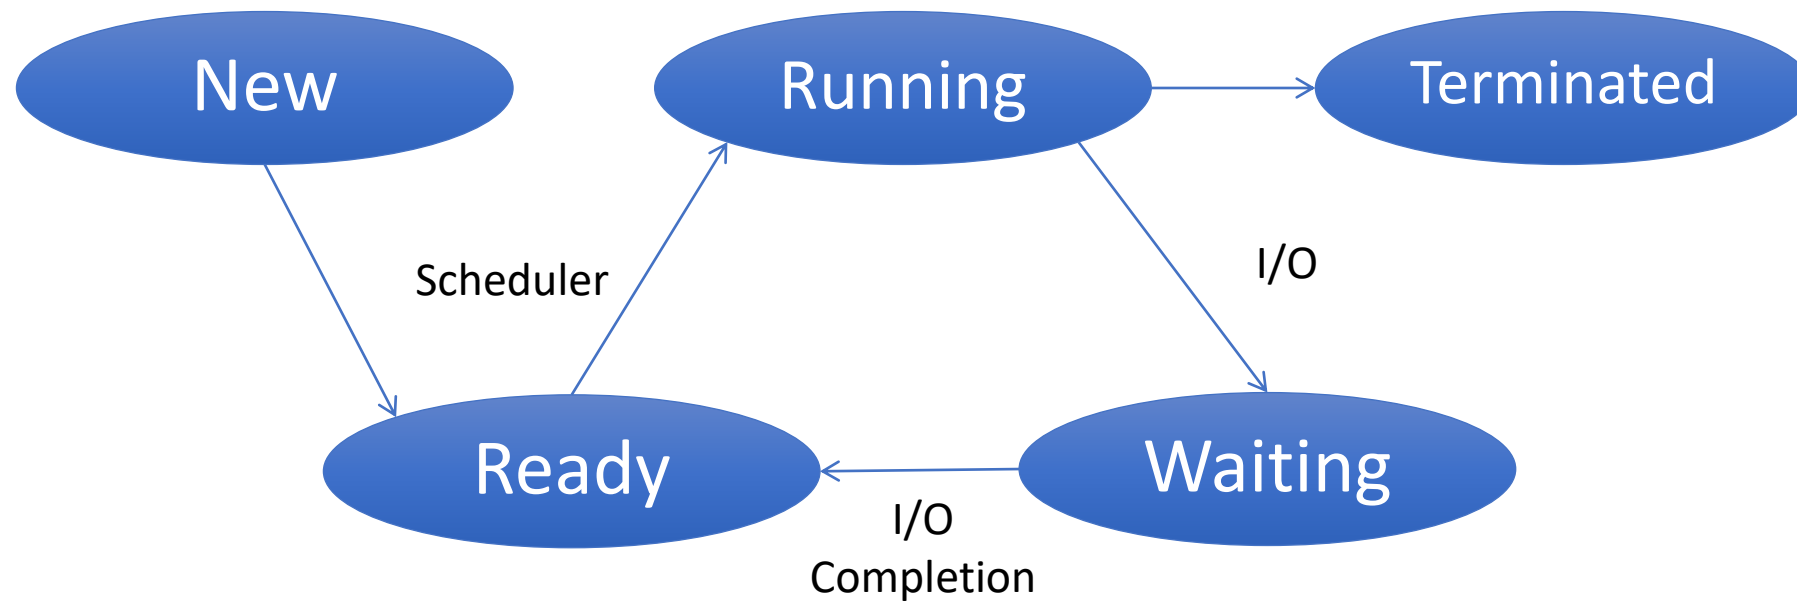 New
Running
Terminated
Scheduler
I/O
Ready
Waiting
I/O
Completion